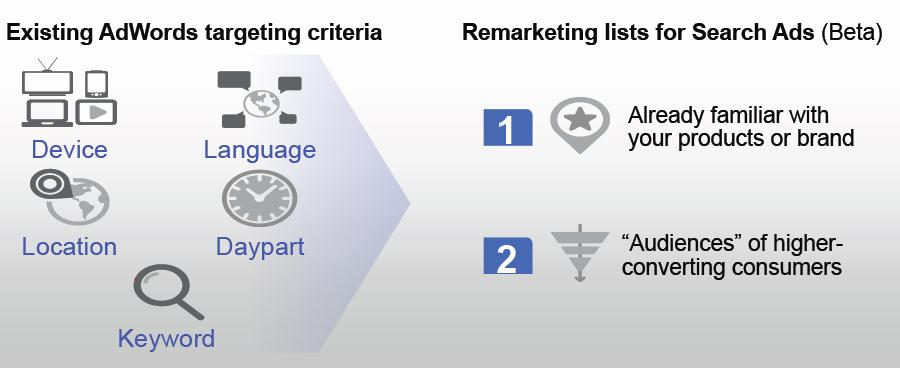 Existing AdWords targeting criteria
Device
Language
Location
Daypart
Keyword
Remarketing lists for Search Ads (Beta)
1
Already familiar with
your products or brand
2
“Audiences” of higher-
converting consumers